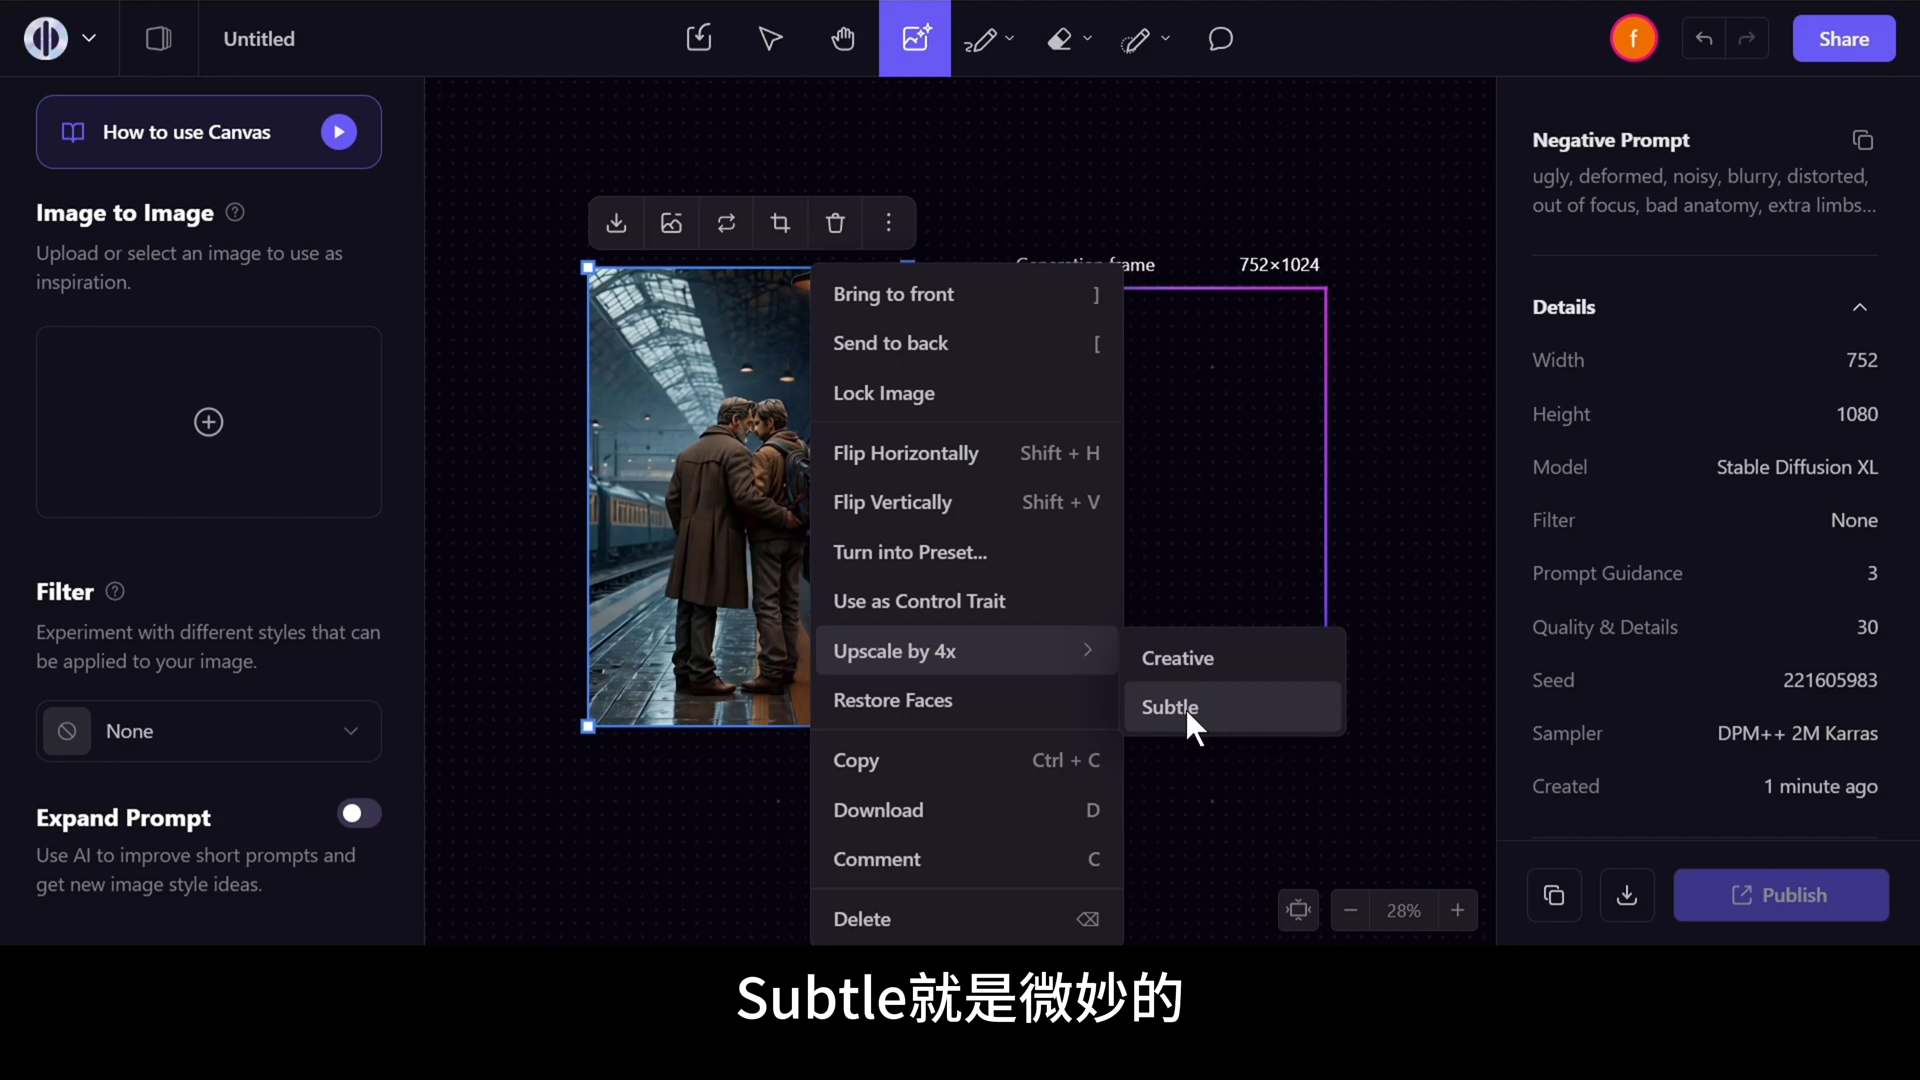 Untitled
f
Share
How to use Canvas
Image to Image
Upload or select an image to use as
inspiration.
Filter
Experiment with different styles that can
be applied to your image.
None
Expand Prompt
Use AI to improve short prompts and
get new image style ideas.
Generation frame 752×1024
Bring to front ]
Send to back [
Lock Image
Flip Horizontally Shift + H
Flip Vertically Shift + V
Turn into Preset...
Use as Control Trait
Upscale by 4x
Restore Faces
Copy Ctrl + C
Download D
Comment C
Delete
Creative
Subtle
28%
Negative Prompt
ugly, deformed, noisy, blurry, distorted,
out of focus, bad anatomy, extra limbs...
Details
Width 752
Height 1080
Model Stable Diffusion XL
Filter None
Prompt Guidance 3
Quality & Details 30
Seed 221605983
Sampler DPM++ 2M Karras
Created 1 minute ago
Publish
Subtle就是微妙的